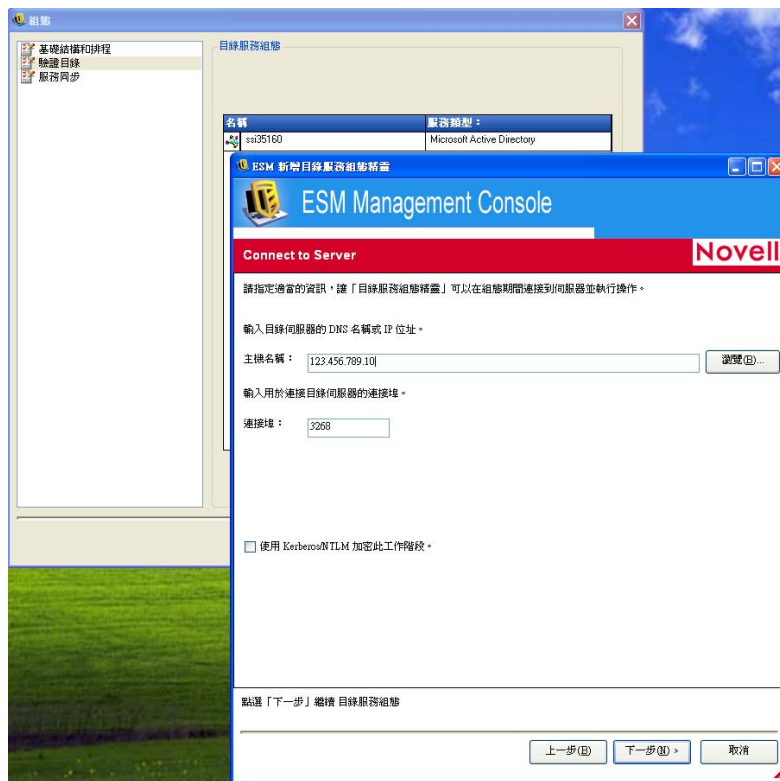 組態
基礎結構和排程
驗證目錄
服務同步
目錄服務組態
名稱 服務類型：
ssi35160 Microsoft Active Directory
ESM 新增目錄服務組態精靈
ESM Management Console
Connect to Server
Novell
請指定適當的資訊，讓「目錄服務組態精靈」可以在組態期間連接到伺服器並執行操作。
輸入目錄伺服器的 DNS 名稱或 IP 位址。
主機名稱： 123.456.789.10 瀏覽(B)...
輸入用於連接目錄伺服器的連接埠。
連接埠： 3268
使用 Kerberos/NTLM 加密此工作階段。
點選「下一步」繼續 目錄服務組態
上一步(B) 下一步(N) > 取消